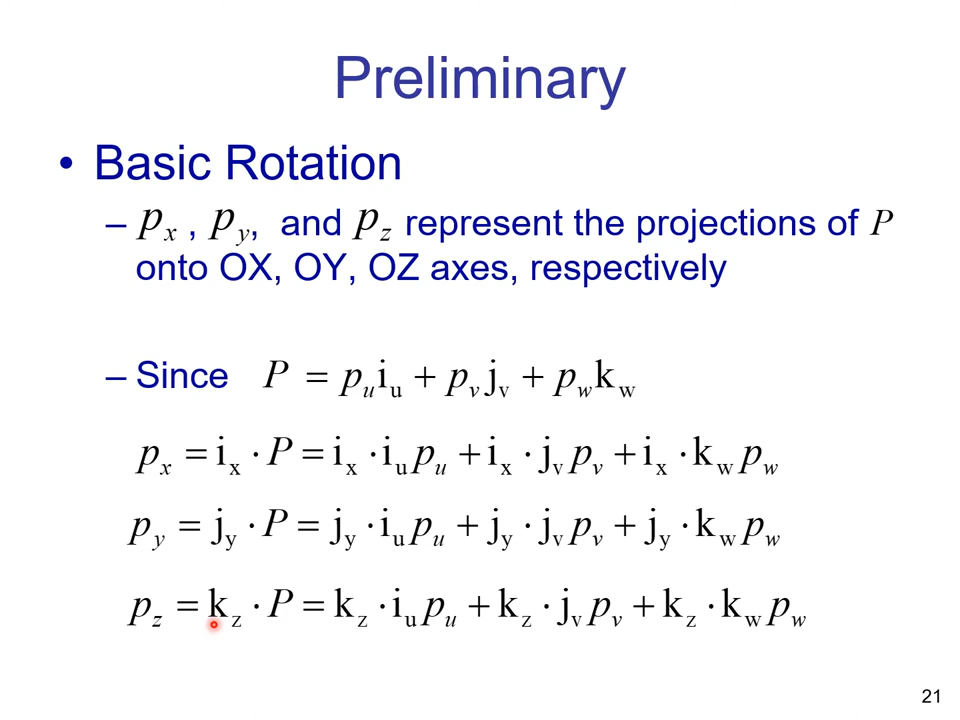 Preliminary
• Basic Rotation
– pₓ , p_y, and p_z represent the projections of P
onto OX, OY, OZ axes, respectively
– Since P = p_u i_u + p_v j_v + p_w k_w
p_x = i_x · P = i_x · i_u p_u + i_x · j_v p_v + i_x · k_w p_w
p_y = j_y · P = j_y · i_u p_u + j_y · j_v p_v + j_y · k_w p_w
p_z = k_z · P = k_z · i_u p_u + k_z · j_v p_v + k_z · k_w p_w
21